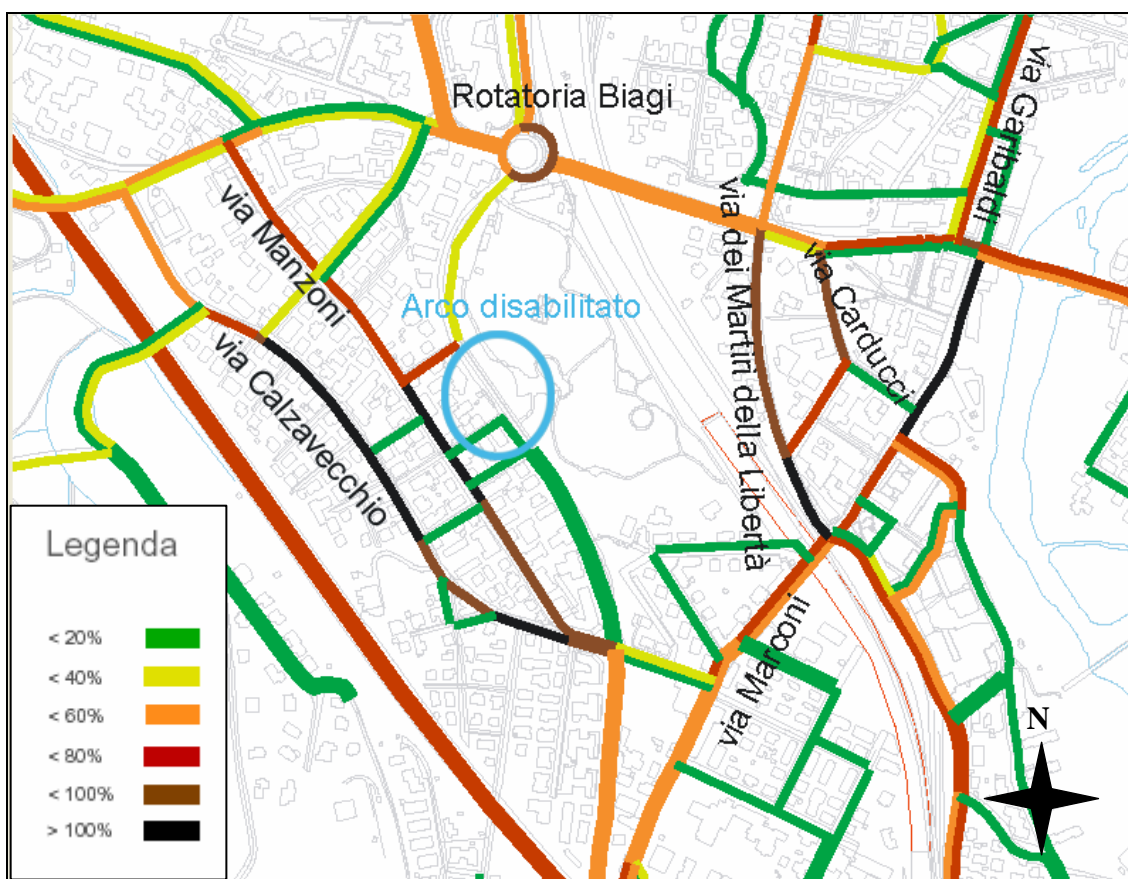 Rotatoria Biagi
via Garibaldi
via Manzoni
via dei Martiri della Libertà
via Carducci
Arco disabilitato
via Calzavecchio
via Marconi
N
Legenda
< 20%
< 40%
< 60%
< 80%
< 100%
> 100%